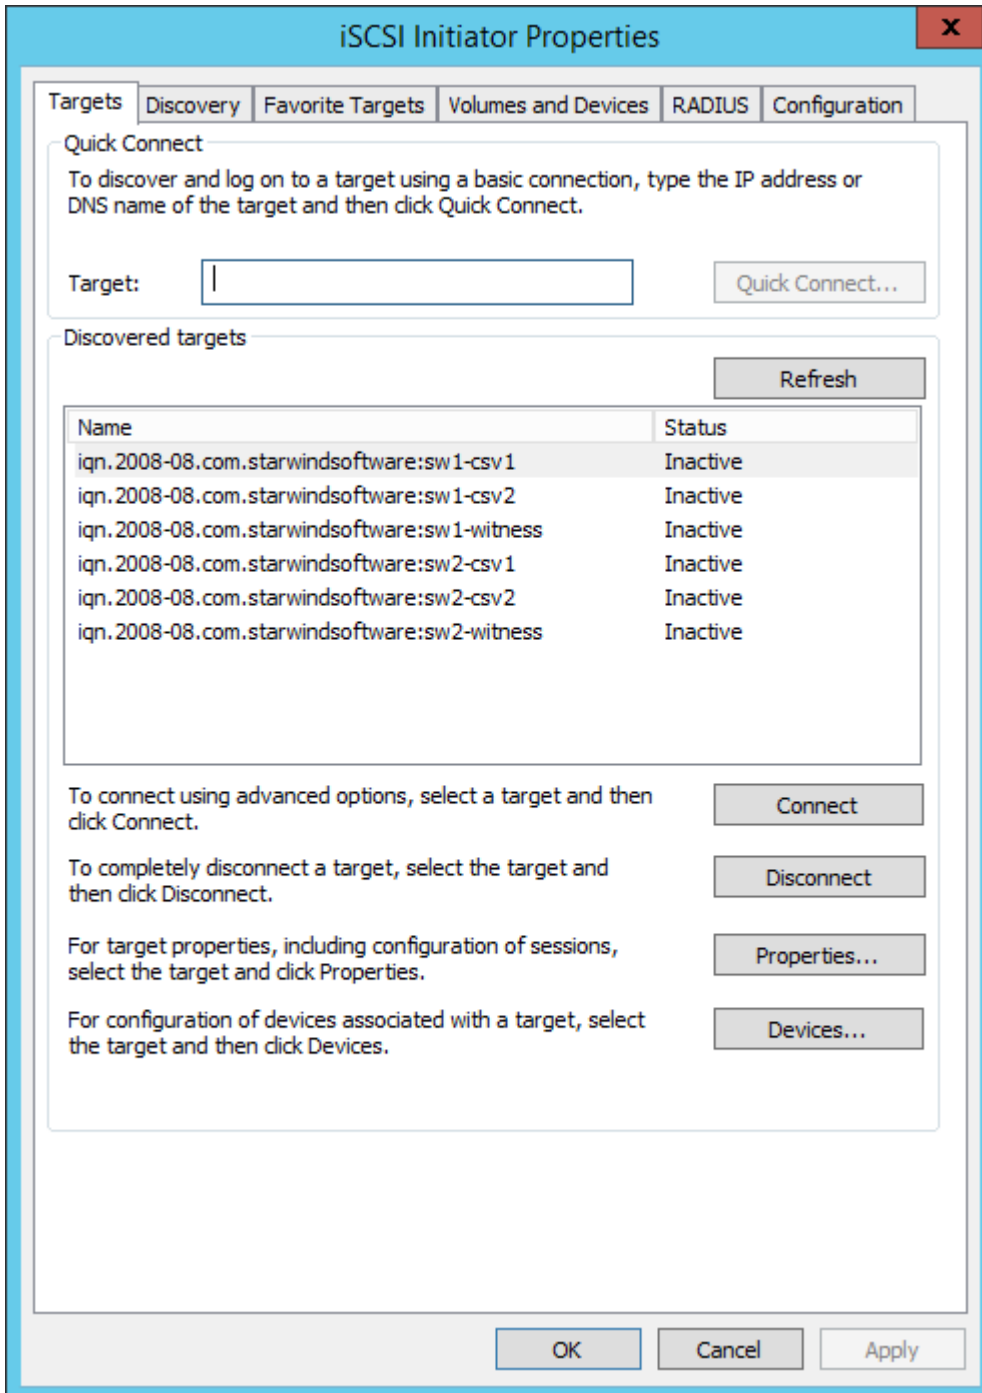 iSCSI Initiator Properties
x
Targets Discovery Favorite Targets Volumes and Devices RADIUS Configuration
Quick Connect
To discover and log on to a target using a basic connection, type the IP address or
DNS name of the target and then click Quick Connect.
Target: Quick Connect...
Discovered targets
Refresh
Name Status
iqn.2008-08.com.starwindsoftware:sw1-csv1 Inactive
iqn.2008-08.com.starwindsoftware:sw1-csv2 Inactive
iqn.2008-08.com.starwindsoftware:sw1-witness Inactive
iqn.2008-08.com.starwindsoftware:sw2-csv1 Inactive
iqn.2008-08.com.starwindsoftware:sw2-csv2 Inactive
iqn.2008-08.com.starwindsoftware:sw2-witness Inactive
To connect using advanced options, select a target and then
click Connect.
Connect
To completely disconnect a target, select the target and
then click Disconnect.
Disconnect
For target properties, including configuration of sessions,
select the target and click Properties.
Properties...
For configuration of devices associated with a target, select
the target and then click Devices.
Devices...
OK Cancel Apply